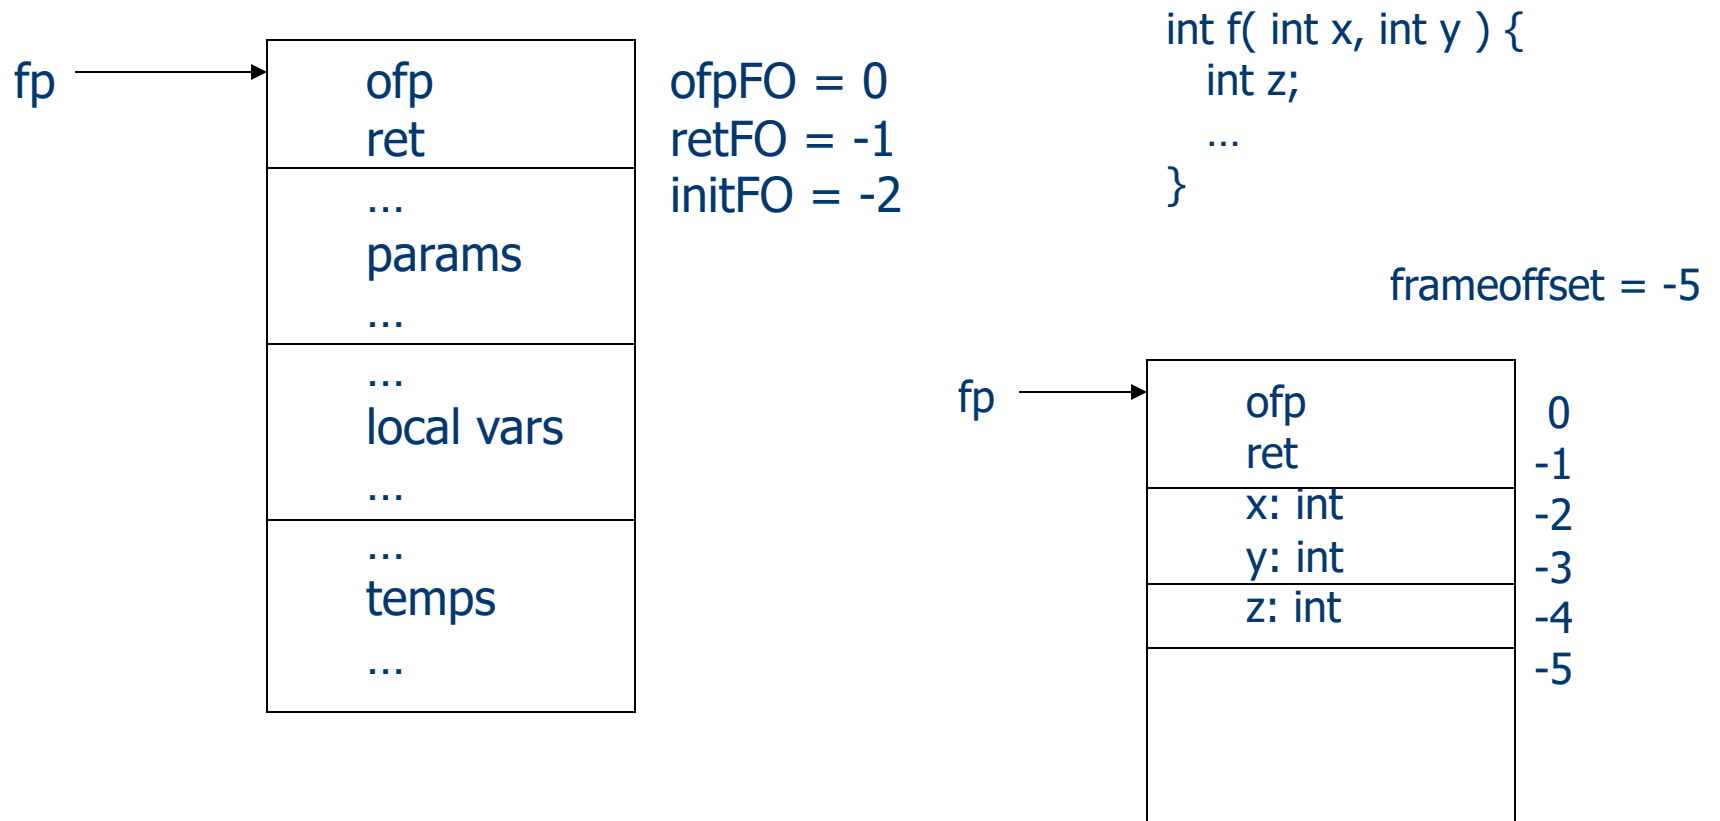 fp
ofp
ret
...
params
...
...
local vars
...
...
temps
...
ofpFO = 0
retFO = -1
initFO = -2
int f( int x, int y ) {
int z;
...
}
frameoffset = -5
fp
ofp 0
ret -1
x: int -2
y: int -3
z: int -4
-5